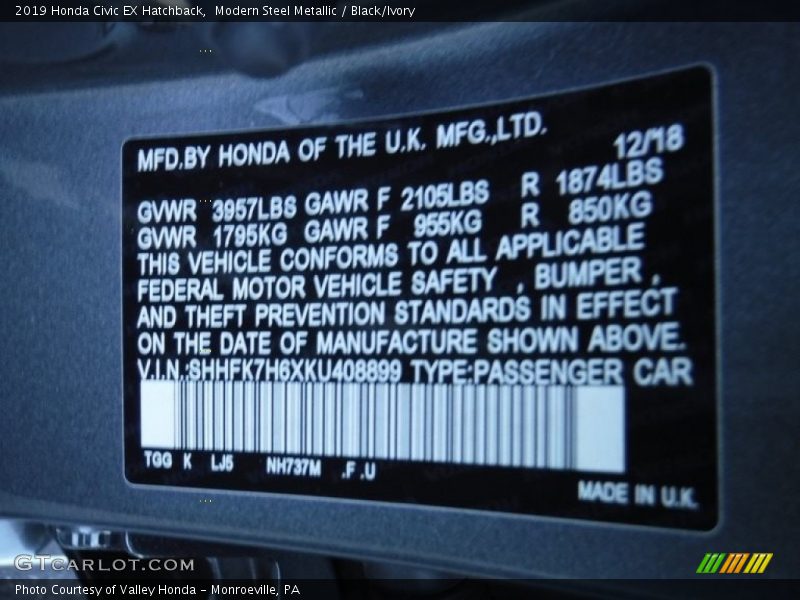 2019 Honda Civic EX Hatchback,  Modern Steel Metallic / Black/Ivory
MFD.BY HONDA OF THE U.K. MFG.,LTD.
12/18
GVWR 3957LBS GAWR F 2105LBS R 1874LBS
GVWR 1795KG GAWR F 955KG R 850KG
THIS VEHICLE CONFORMS TO ALL APPLICABLE
FEDERAL MOTOR VEHICLE SAFETY , BUMPER ,
AND THEFT PREVENTION STANDARDS IN EFFECT
ON THE DATE OF MANUFACTURE SHOWN ABOVE.
V.I.N.:SHHFK7H6XKU408899 TYPE:PASSENGER CAR
TGG K LJ5 NH737M .F .U
MADE IN U.K.
GTCARLOT.COM
Photo Courtesy of Valley Honda - Monroeville, PA